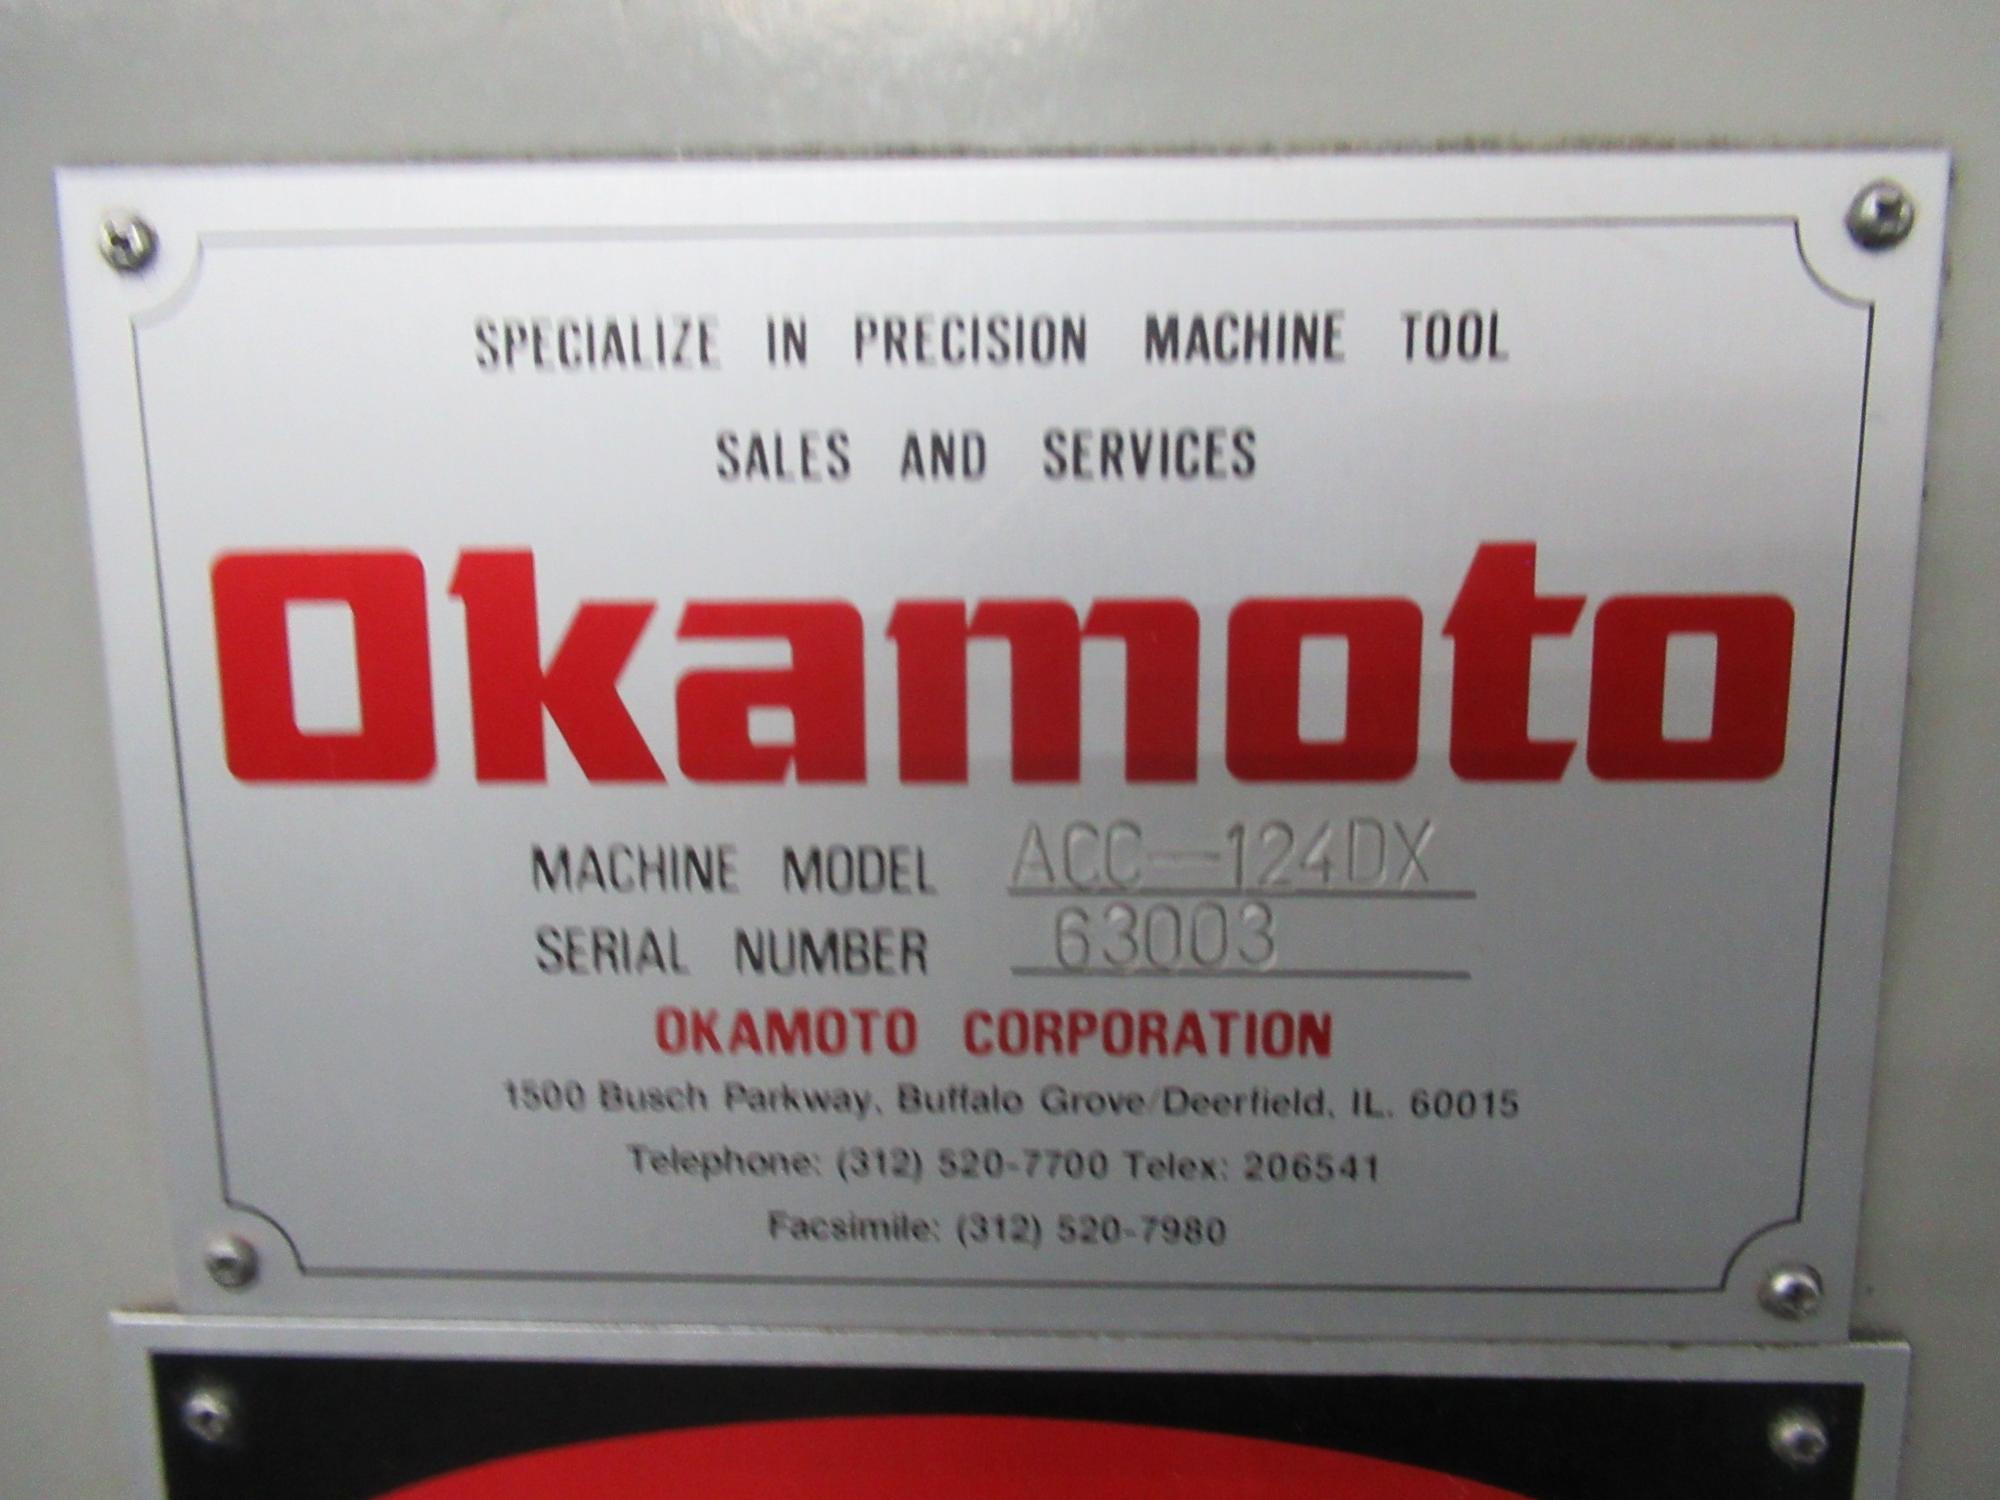 SPECIALIZE IN PRECISION MACHINE TOOL
SALES AND SERVICES
Okamoto
MACHINE MODEL ACC-124DX
SERIAL NUMBER 63003
OKAMOTO CORPORATION
1500 Busch Parkway, Buffalo Grove/Deerfield, IL. 60015
Telephone: (312) 520-7700 Telex: 206541
Facsimile: (312) 520-7980